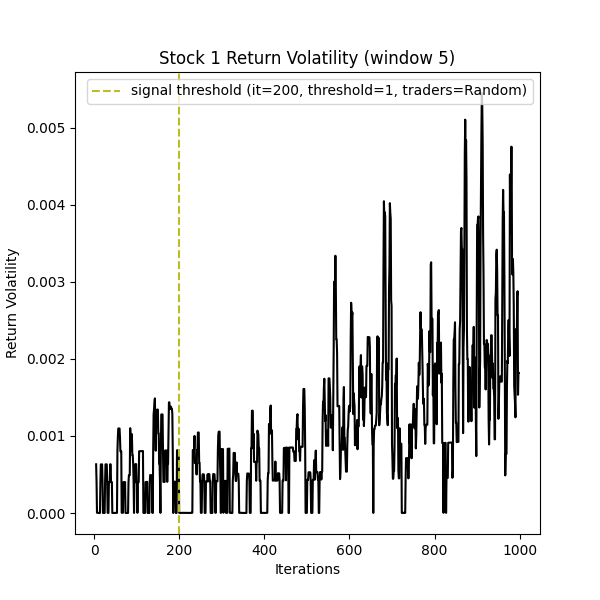 Stock 1 Return Volatility (window 5)
signal threshold (it=200, threshold=1, traders=Random)
0.005
0.004
0.003
0.002
0.001
0.000
Return Volatility
0 200 400 600 800 1000
Iterations